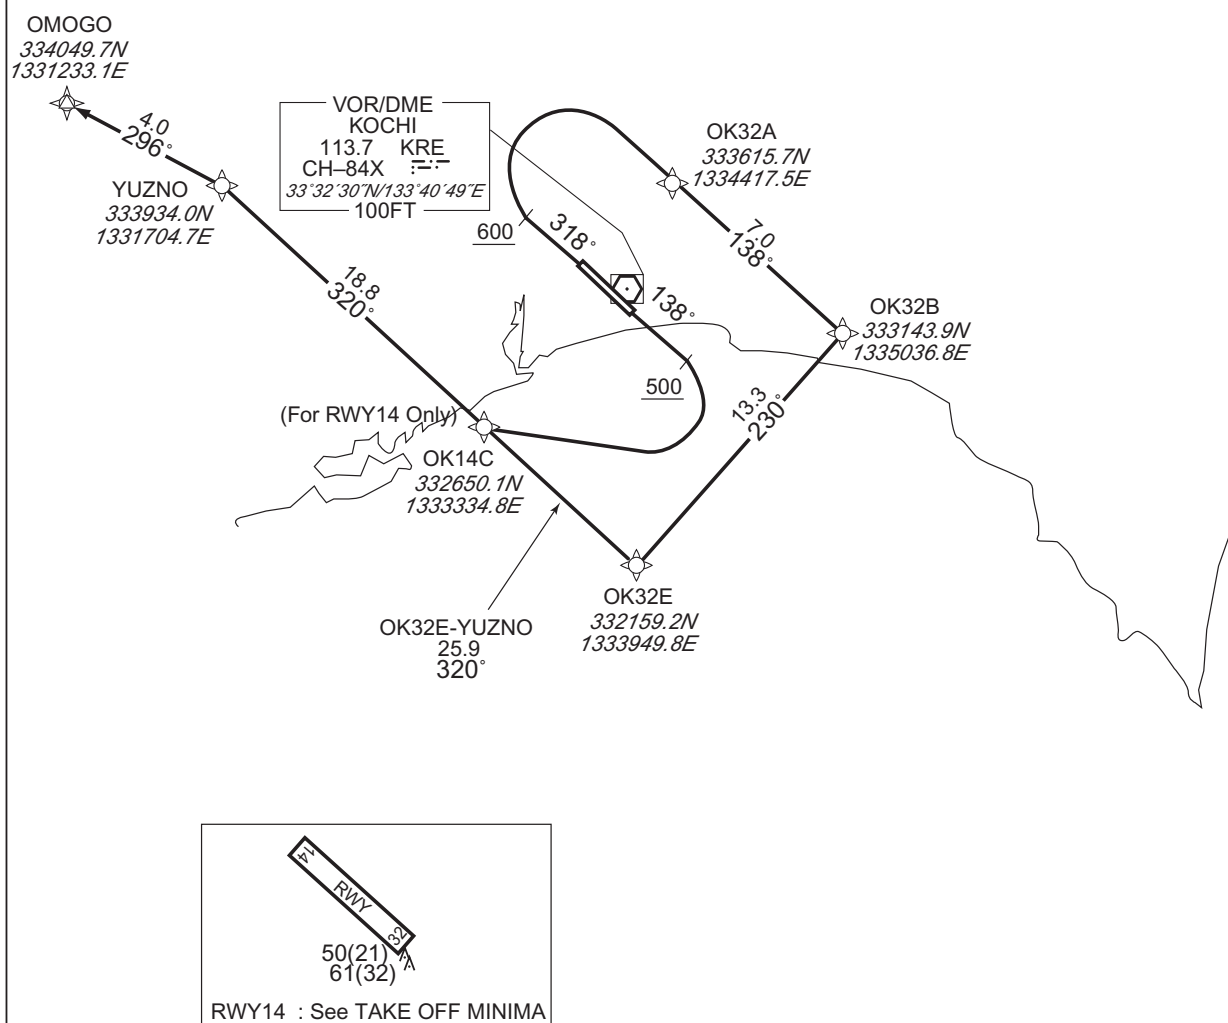 OMOGO
334049.7N
1331233.1E
4.0
296°
YUZNO
333934.0N
1331704.7E
VOR/DME
KOCHI
113.7 KRE
CH–84X
33°32´30″N/133°40´49″E
100FT
OK32A
333615.7N
1334417.5E
600
318°
7.0
138°
18.8
320°
138°
OK32B
333143.9N
1335036.8E
500
13.3
230°
(For RWY14 Only)
OK14C
332650.1N
1333334.8E
OK32E
332159.2N
1333949.8E
OK32E-YUZNO
25.9
320°
14
RWY
32
50(21)
61(32)
RWY14 : See TAKE OFF MINIMA